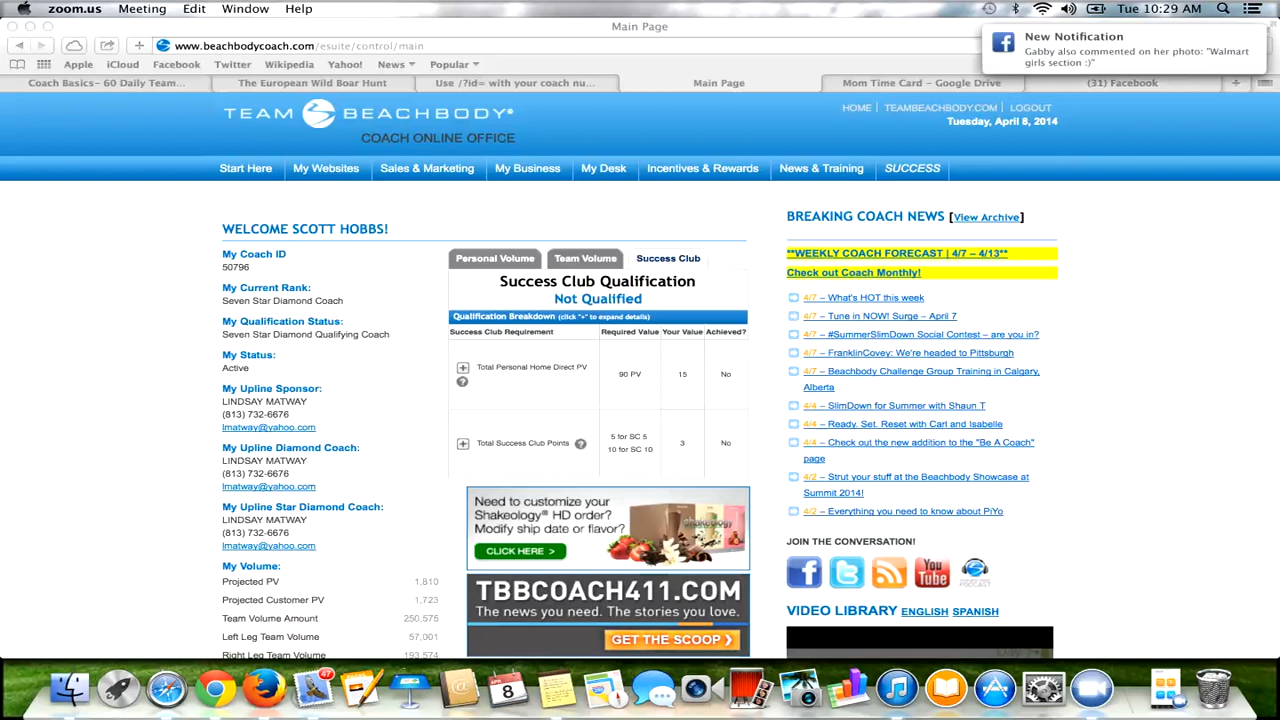 zoom.us Meeting Edit Window Help Tue 10:29 AM
Main Page
www.beachbodycoach.com/esuite/control/main
New Notification
Gabby also commented on her photo: "Walmart
girls section :)"
Apple iCloud Facebook Twitter Wikipedia Yahoo! News Popular
Coach Basics- 60 Daily Team... The European Wild Boar Hunt Use /?id= with your coach nu... Main Page Mom Time Card - Google Drive (31) Facebook
TEAM BEACHBODY®
COACH ONLINE OFFICE
HOME | TEAMBEACHBODY.COM | LOGOUT
Tuesday, April 8, 2014
Start Here My Websites Sales & Marketing My Business My Desk Incentives & Rewards News & Training SUCCESS
WELCOME SCOTT HOBBS!
My Coach ID
50796
My Current Rank:
Seven Star Diamond Coach
My Qualification Status:
Seven Star Diamond Qualifying Coach
My Status:
Active
My Upline Sponsor:
LINDSAY MATWAY
(813) 732-6676
lmatway@yahoo.com
My Upline Diamond Coach:
LINDSAY MATWAY
(813) 732-6676
lmatway@yahoo.com
My Upline Star Diamond Coach:
LINDSAY MATWAY
(813) 732-6676
lmatway@yahoo.com
My Volume:
Projected PV 1,810
Projected Customer PV 1,723
Team Volume Amount 250,575
Left Leg Team Volume 57,001
Right Leg Team Volume 193,574
Personal Volume Team Volume Success Club
Success Club Qualification
Not Qualified
Qualification Breakdown (click "+" to expand details)
Success Club Requirement Required Value Your Value Achieved?
Total Personal Home Direct PV 90 PV 15 No
Total Success Club Points 5 for SC 5 3 No
10 for SC 10
Need to customize your
Shakeology® HD order?
Modify ship date or flavor?
CLICK HERE >
shakeology
TBBCOACH411.COM
The news you need. The stories you love.
GET THE SCOOP
BREAKING COACH NEWS [View Archive]
**WEEKLY COACH FORECAST | 4/7 – 4/13**
Check out Coach Monthly!
4/7 – What's HOT this week
4/7 – Tune in NOW! Surge – April 7
4/7 – #SummerSlimDown Social Contest – are you in?
4/7 – FranklinCovey: We're headed to Pittsburgh
4/7 – Beachbody Challenge Group Training in Calgary,
Alberta
4/4 – SlimDown for Summer with Shaun T
4/4 – Ready. Set. Reset with Carl and Isabelle
4/4 – Check out the new addition to the "Be A Coach"
page
4/2 – Strut your stuff at the Beachbody Showcase at
Summit 2014!
4/2 – Everything you need to know about PiYo
JOIN THE CONVERSATION!
You
Tube
VIDEO LIBRARY ENGLISH SPANISH
47
APR
8